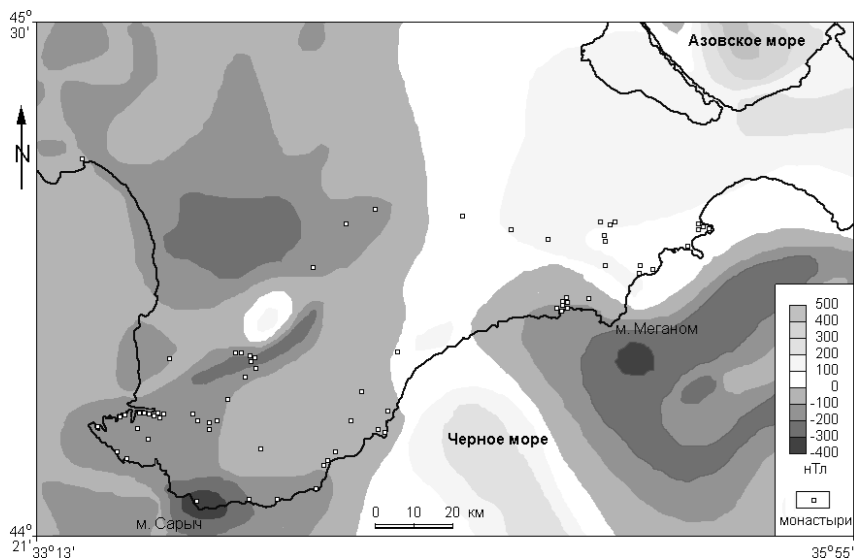 45°
30'
Азовское море
N
м. Меганом
500
400
300
200
100
0
-100
-200
-300
-400
нТл
монастыри
Черное море
м. Сарыч
0 10 20 км
44°
21'
33°13'
35°55'